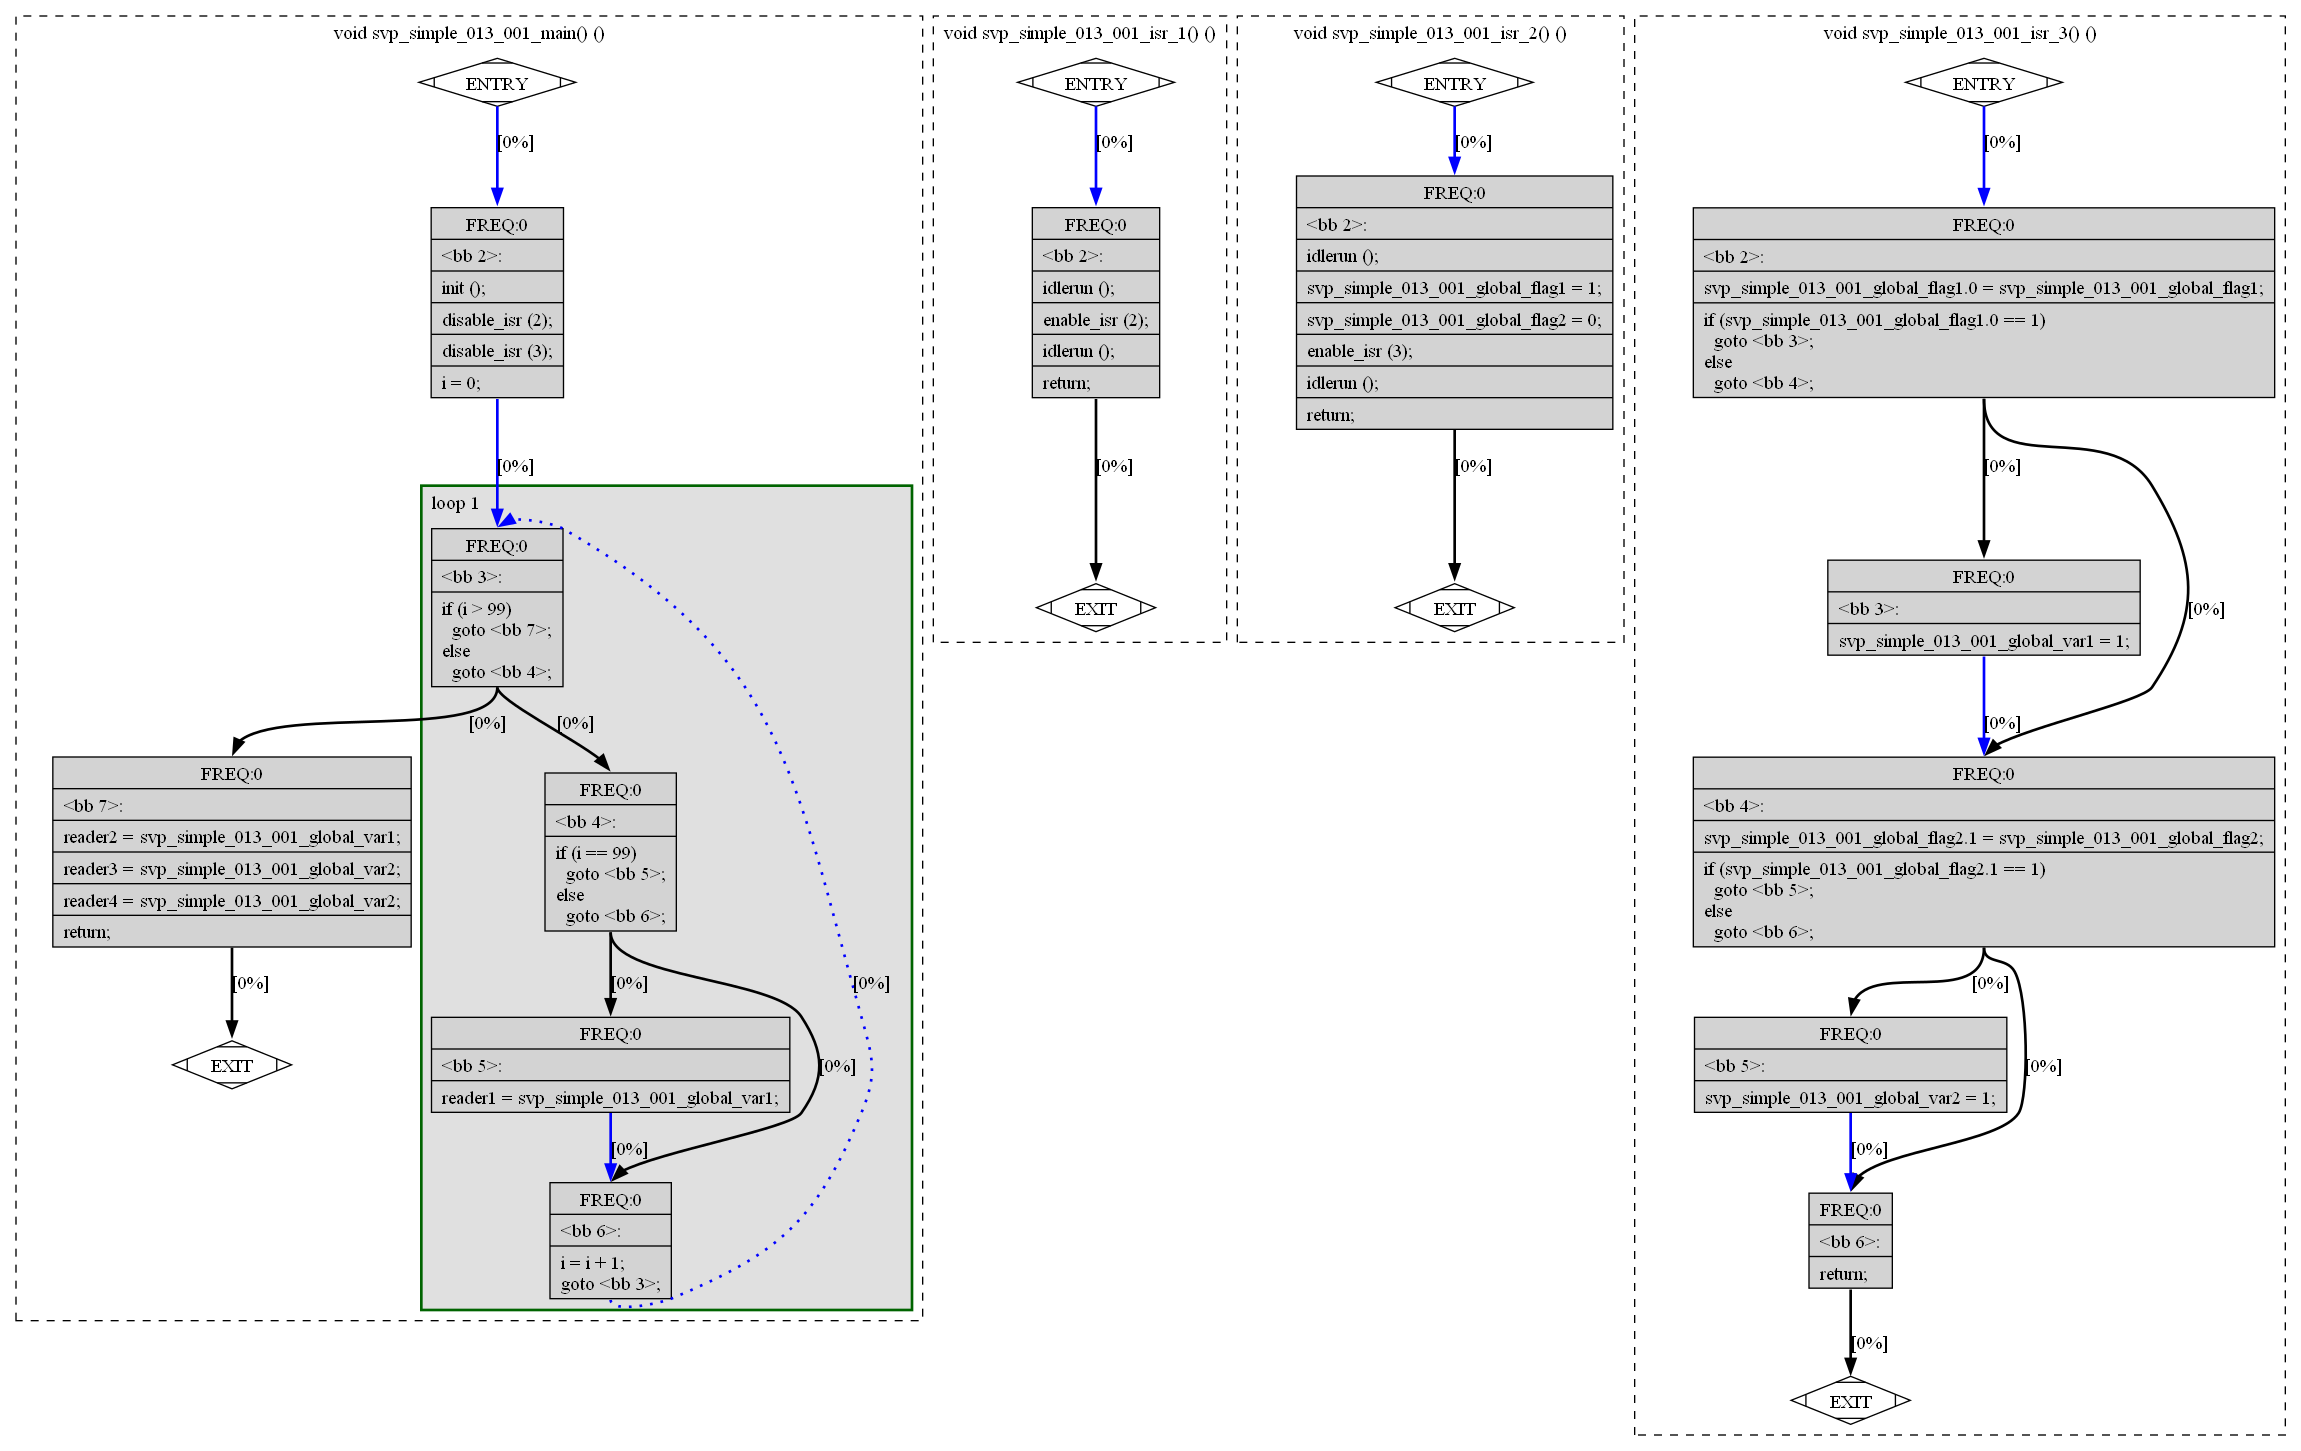 void svp_simple_013_001_main() ()
ENTRY
[0%]
FREQ:0
<bb 2>:
init ();
disable_isr (2);
disable_isr (3);
i = 0;
[0%]
loop 1
FREQ:0
<bb 3>:
if (i > 99)
goto <bb 7>;
else
goto <bb 4>;
[0%]
[0%]
FREQ:0
<bb 7>:
reader2 = svp_simple_013_001_global_var1;
reader3 = svp_simple_013_001_global_var2;
reader4 = svp_simple_013_001_global_var2;
return;
[0%]
EXIT
FREQ:0
<bb 4>:
if (i == 99)
goto <bb 5>;
else
goto <bb 6>;
[0%]
[0%]
[0%]
FREQ:0
<bb 5>:
reader1 = svp_simple_013_001_global_var1;
[0%]
FREQ:0
<bb 6>:
i = i + 1;
goto <bb 3>;
void svp_simple_013_001_isr_1() ()
ENTRY
[0%]
FREQ:0
<bb 2>:
idlerun ();
enable_isr (2);
idlerun ();
return;
[0%]
EXIT
void svp_simple_013_001_isr_2() ()
ENTRY
[0%]
FREQ:0
<bb 2>:
idlerun ();
svp_simple_013_001_global_flag1 = 1;
svp_simple_013_001_global_flag2 = 0;
enable_isr (3);
idlerun ();
return;
[0%]
EXIT
void svp_simple_013_001_isr_3() ()
ENTRY
[0%]
FREQ:0
<bb 2>:
svp_simple_013_001_global_flag1.0 = svp_simple_013_001_global_flag1;
if (svp_simple_013_001_global_flag1.0 == 1)
goto <bb 3>;
else
goto <bb 4>;
[0%]
[0%]
FREQ:0
<bb 3>:
svp_simple_013_001_global_var1 = 1;
[0%]
FREQ:0
<bb 4>:
svp_simple_013_001_global_flag2.1 = svp_simple_013_001_global_flag2;
if (svp_simple_013_001_global_flag2.1 == 1)
goto <bb 5>;
else
goto <bb 6>;
[0%]
[0%]
FREQ:0
<bb 5>:
svp_simple_013_001_global_var2 = 1;
[0%]
FREQ:0
<bb 6>:
return;
[0%]
EXIT